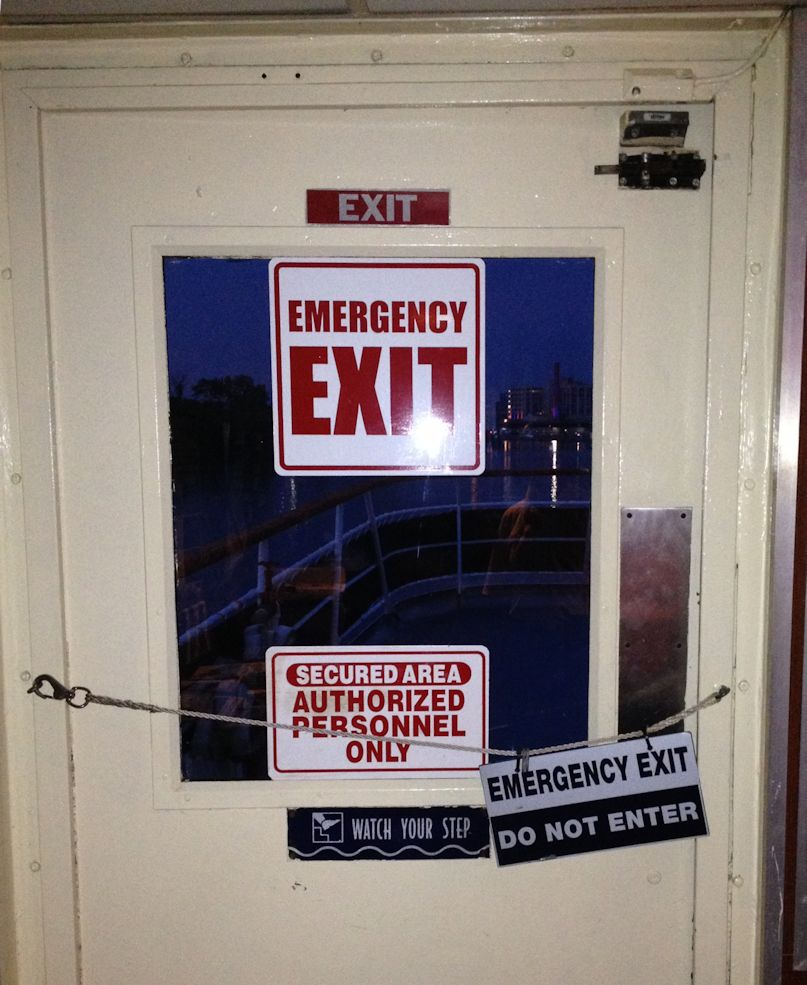 EXIT
EMERGENCY
EXIT
SECURED AREA
AUTHORIZED
PERSONNEL
ONLY
EMERGENCY EXIT
DO NOT ENTER
WATCH YOUR STEP